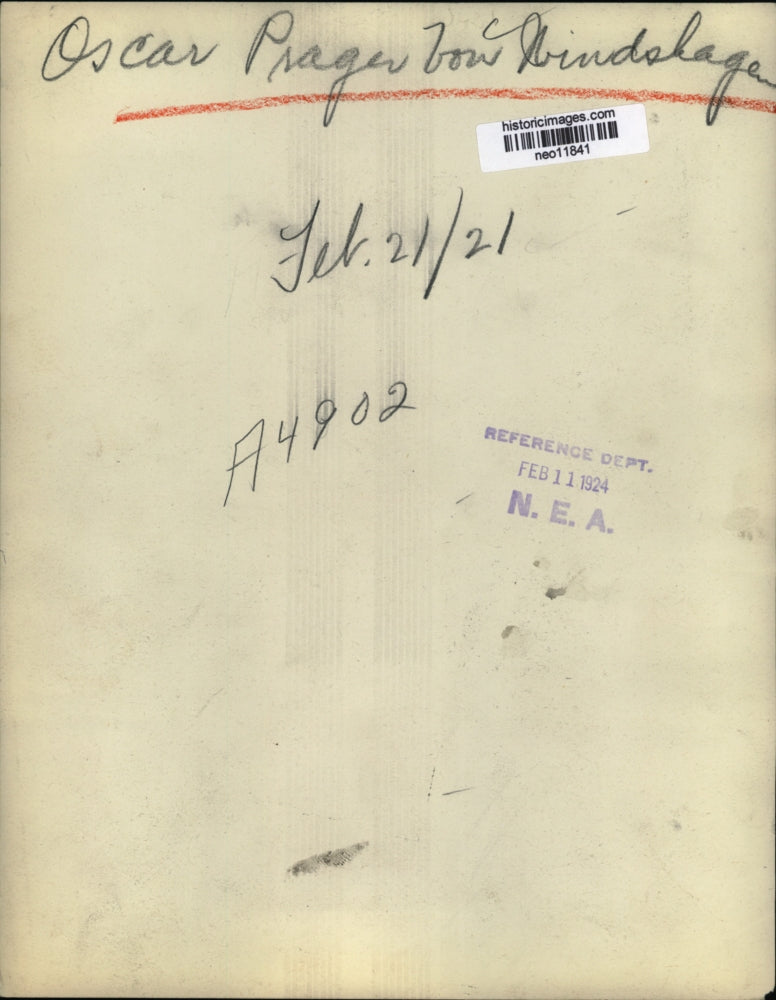 Oscar Prager von Windshagen
historicimages.com
neo11841
Feb. 21/21
A4902
REFERENCE DEPT.
FEB 11 1924
N. E. A.